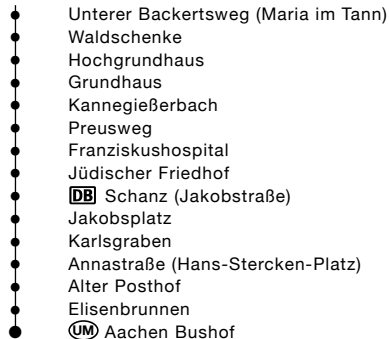 Unterer Backertsweg (Maria im Tann)
Waldschenke
Hochgrundhaus
Grundhaus
Kannegießerbach
Preusweg
Franziskushospital
Jüdischer Friedhof
DB Schanz (Jakobstraße)
Jakobsplatz
Karlsgraben
Annastraße (Hans-Stercken-Platz)
Alter Posthof
Elisenbrunnen
UM Aachen Bushof